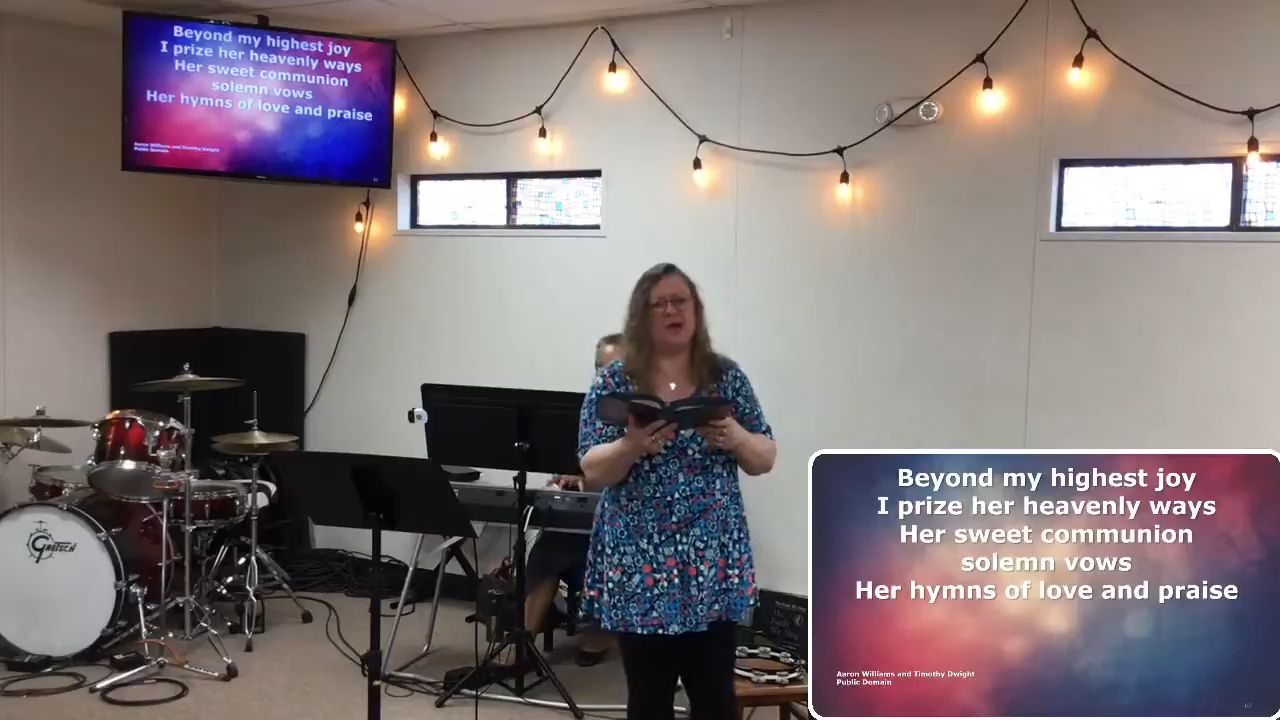 Beyond my highest joy
I prize her heavenly ways
Her sweet communion
solemn vows
Her hymns of love and praise
Aaron Williams and Timothy Dwight
Public Domain
GRETSCH
Beyond my highest joy
I prize her heavenly ways
Her sweet communion
solemn vows
Her hymns of love and praise
Aaron Williams and Timothy Dwight
Public Domain